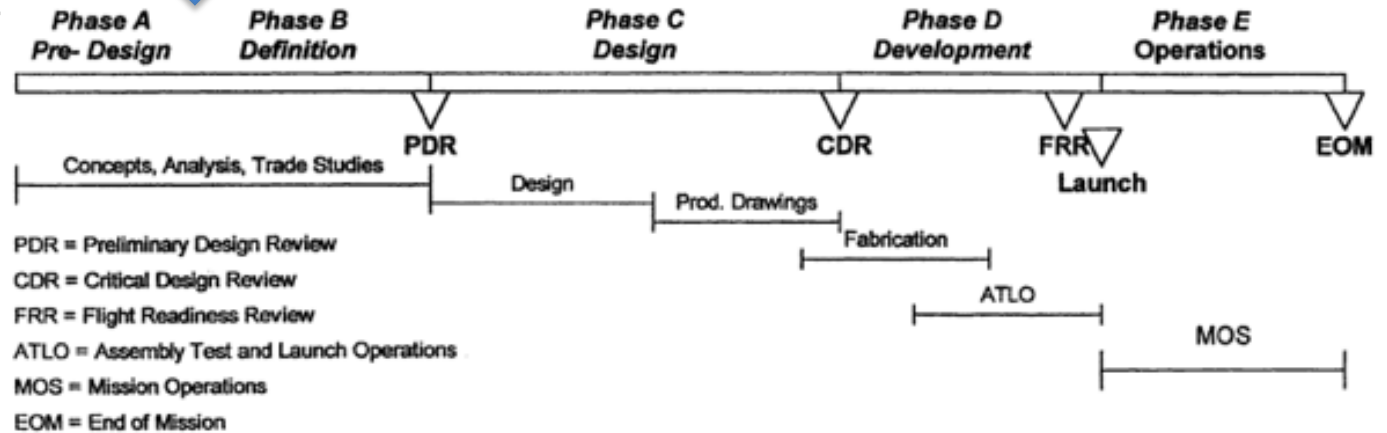 Phase A
Pre- Design
Phase B
Definition
Phase C
Design
Phase D
Development
Phase E
Operations
PDR
CDR
FRR
Launch
EOM
Concepts, Analysis, Trade Studies
Design
Prod. Drawings
Fabrication
ATLO
MOS
PDR = Preliminary Design Review
CDR = Critical Design Review
FRR = Flight Readiness Review
ATLO = Assembly Test and Launch Operations
MOS = Mission Operations
EOM = End of Mission